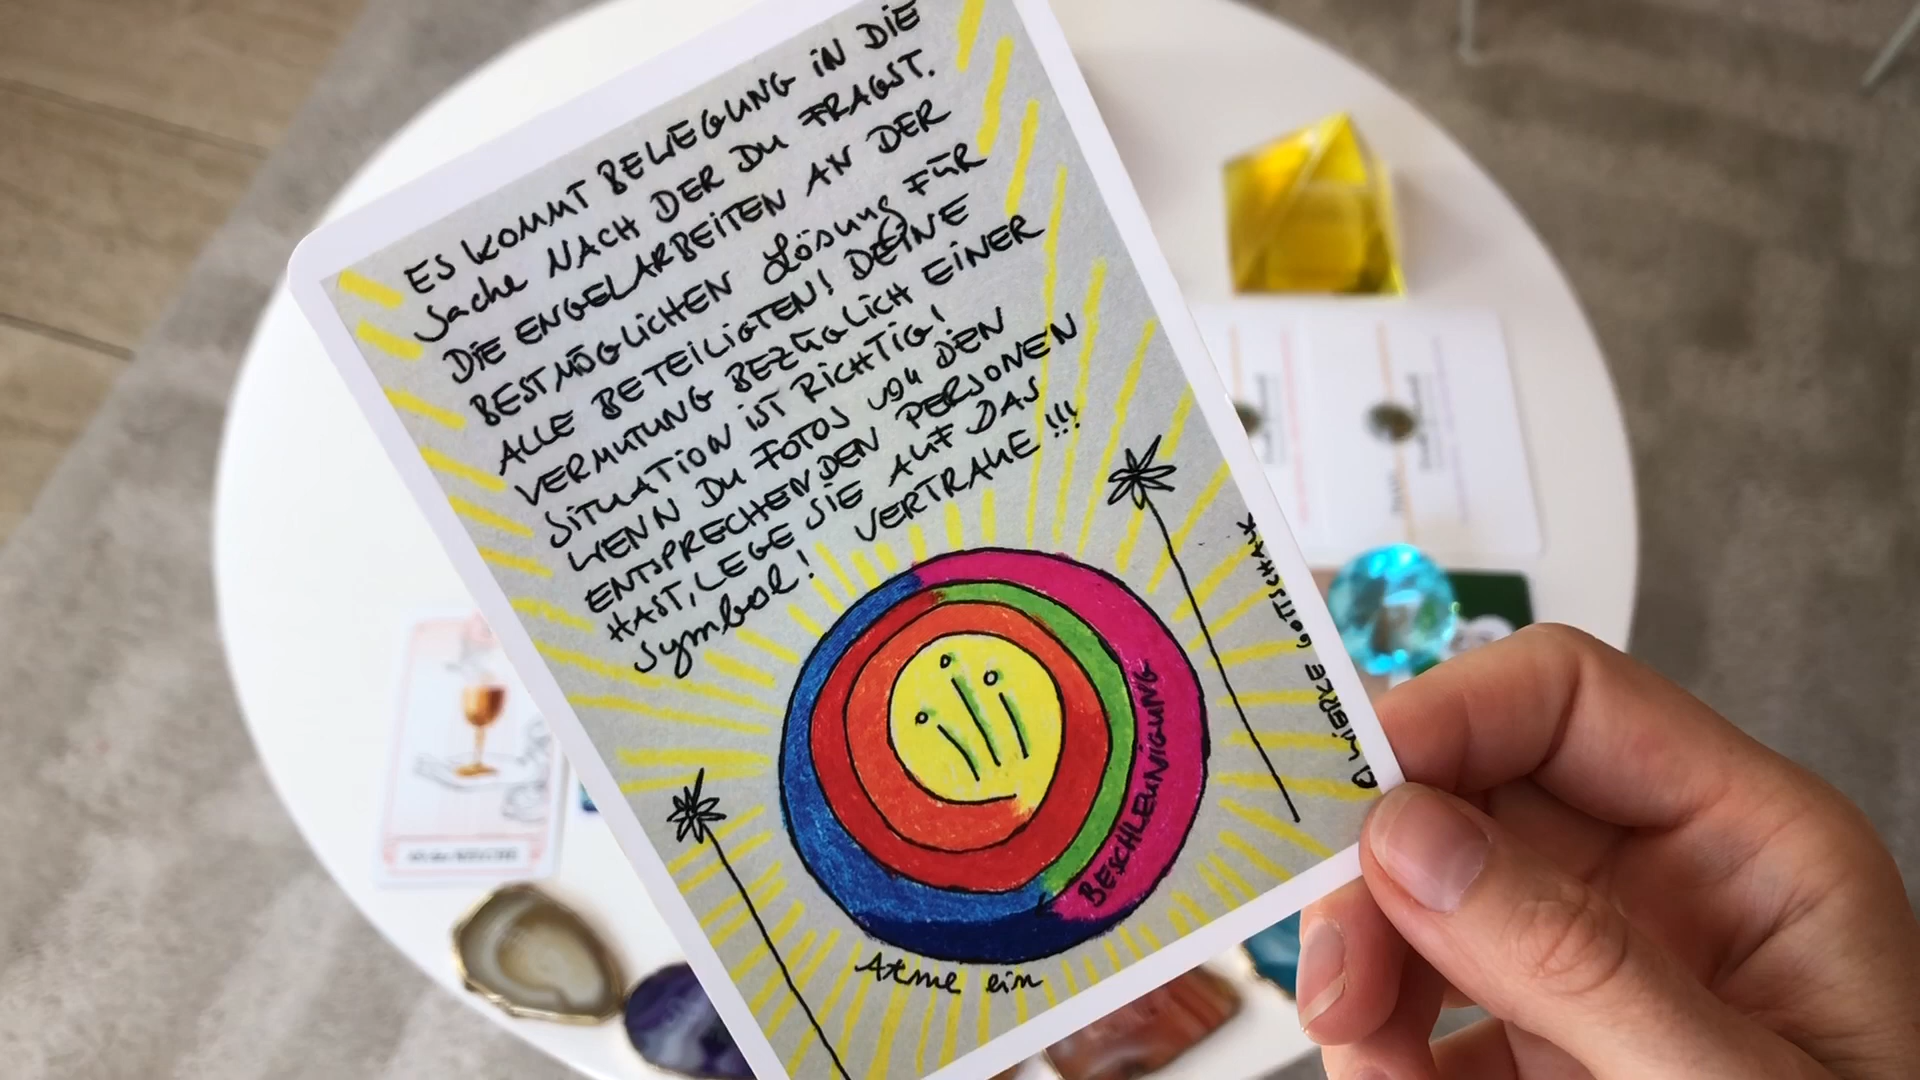 ES KOMMT BEWEGUNG IN DIE
Sache NACH DER DU FRAGST.
DIE ENGEL ARBEITEN AN DER
BESTMÖGLICHEN Lösung FÜR
ALLE BETEILIGTEN! DEINE
VERMUTUNG BEZÜGLICH EINER
SITUATION IST RICHTIG!
WENN DU FOTOS von DEN
ENTSPRECHENDEN PERSONEN
HAST, LEGE SIE AUF DAS
Symbol! VERTRAUE!!!
BESCHLEUNIGUNG
Atme ein
© WIEBKE GOTTSCHALK